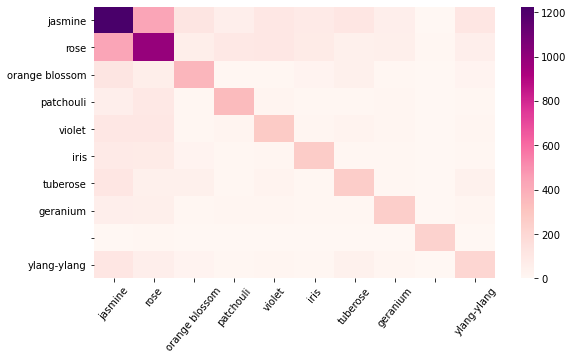 jasmine
rose
orange blossom
patchouli
violet
iris
tuberose
geranium
ylang-ylang
jasmine
rose
orange blossom
patchouli
violet
iris
tuberose
geranium
ylang-ylang
1200
1000
800
600
400
200
0